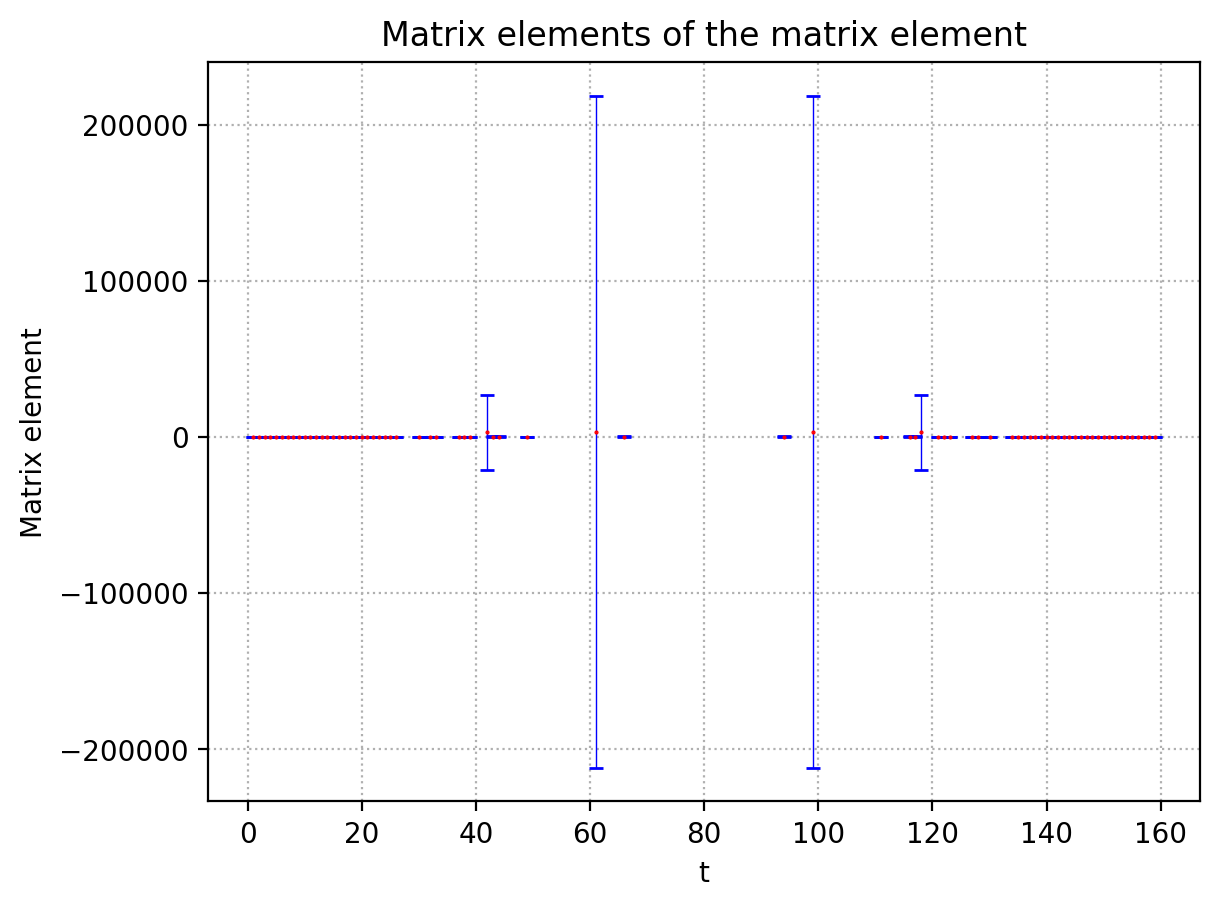 Matrix elements of the matrix element
200000
100000
0
−100000
−200000
Matrix element
0 20 40 60 80 100 120 140 160
t